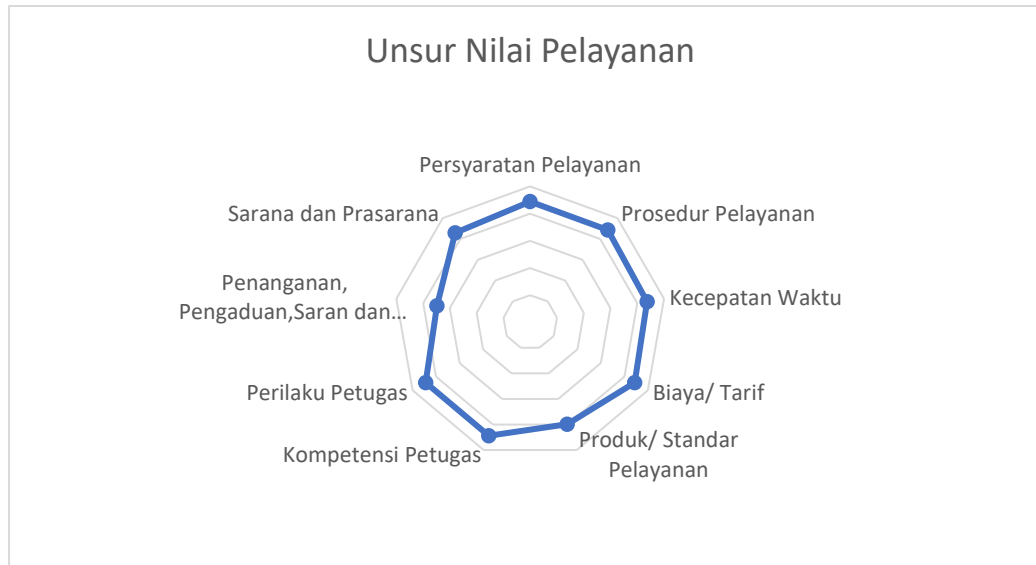 Unsur Nilai Pelayanan
Persyaratan Pelayanan
Prosedur Pelayanan
Kecepatan Waktu
Biaya/ Tarif
Produk/ Standar
Pelayanan
Kompetensi Petugas
Perilaku Petugas
Penanganan,
Pengaduan,Saran dan...
Sarana dan Prasarana